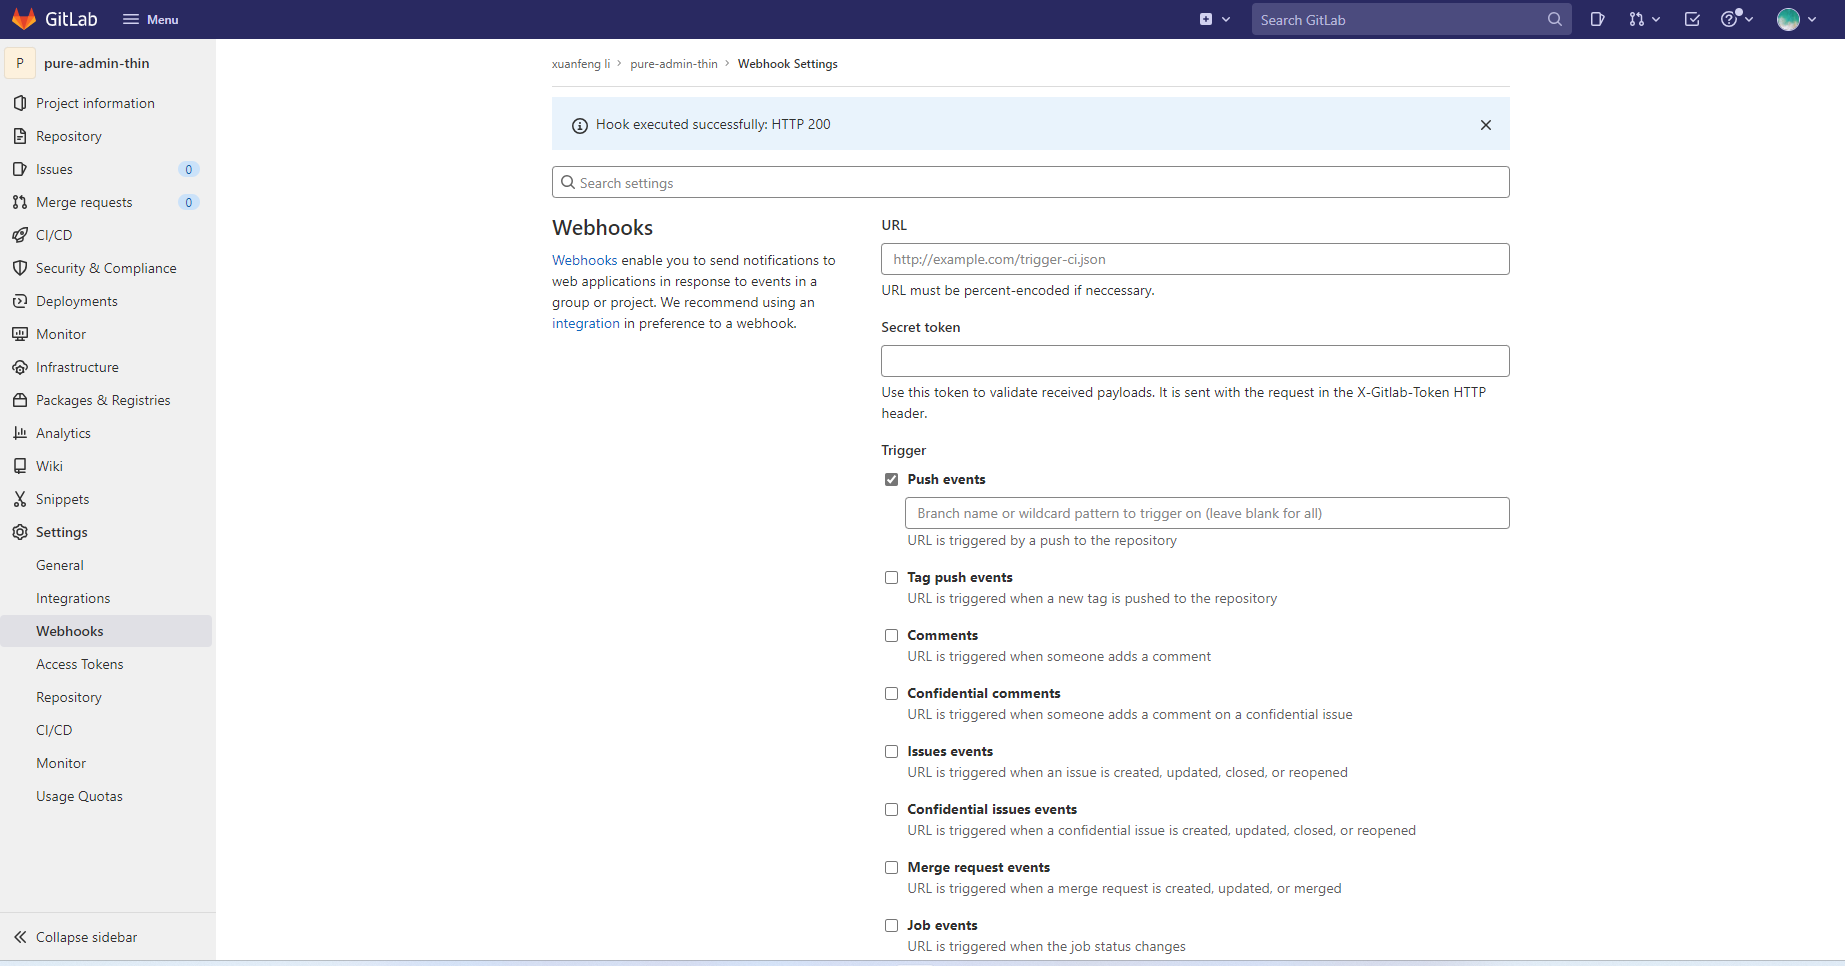 GitLab
Menu
Search GitLab
P
pure-admin-thin
Project information
Repository
Issues
0
Merge requests
0
CI/CD
Security & Compliance
Deployments
Monitor
Infrastructure
Packages & Registries
Analytics
Wiki
Snippets
Settings
General
Integrations
Webhooks
Access Tokens
Repository
CI/CD
Monitor
Usage Quotas
Collapse sidebar
xuanfeng li › pure-admin-thin › Webhook Settings
Hook executed successfully: HTTP 200
Search settings
Webhooks
Webhooks enable you to send notifications to
web applications in response to events in a
group or project. We recommend using an
integration in preference to a webhook.
URL
http://example.com/trigger-ci.json
URL must be percent-encoded if neccessary.
Secret token
Use this token to validate received payloads. It is sent with the request in the X-Gitlab-Token HTTP
header.
Trigger
Push events
Branch name or wildcard pattern to trigger on (leave blank for all)
URL is triggered by a push to the repository
Tag push events
URL is triggered when a new tag is pushed to the repository
Comments
URL is triggered when someone adds a comment
Confidential comments
URL is triggered when someone adds a comment on a confidential issue
Issues events
URL is triggered when an issue is created, updated, closed, or reopened
Confidential issues events
URL is triggered when a confidential issue is created, updated, closed, or reopened
Merge request events
URL is triggered when a merge request is created, updated, or merged
Job events
URL is triggered when the job status changes